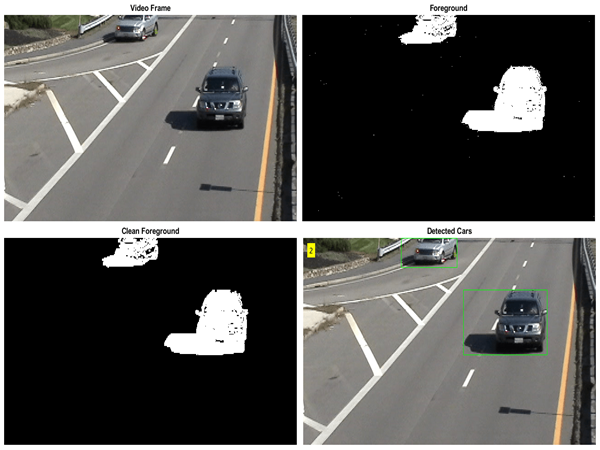 Video Frame
Foreground
Clean Foreground
Detected Cars
2